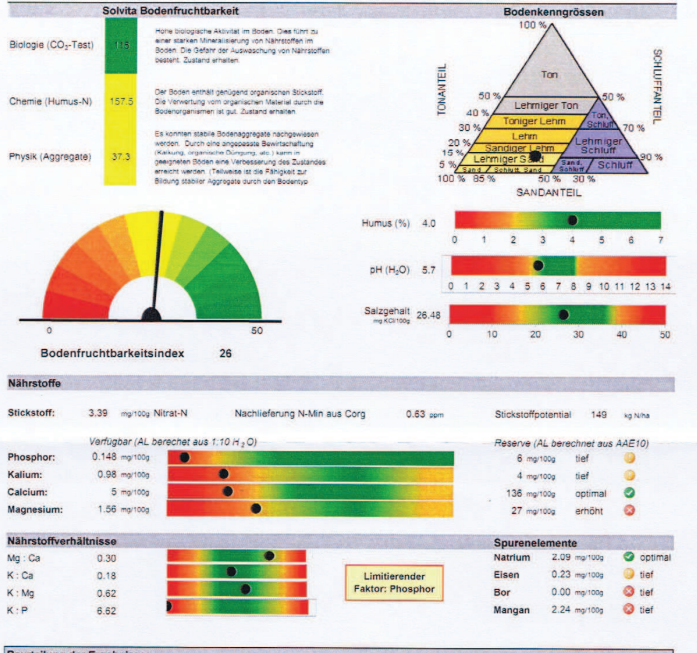 Solvita Bodenfruchtbarkeit
Biologie (CO2-Test)
115
Hohe biologische Aktivität im Boden. Dies führt zu
einer starken Mineralisierung von Nährstoffen im
Boden. Die Gefahr der Auswaschung von Nährstoffen
besteht. Zustand erhalten.
Chemie (Humus-N)
157.5
Der Boden enthält genügend organischen Stickstoff.
Die Verwertung vom organischen Material durch die
Bodenorganismen ist gut. Zustand erhalten
Physik (Aggregate)
37.3
Es konnten stabile Bodenaggregate nachgewiesen
werden. Durch eine angepasste Bewirtschaftung
(Kalkung, organische Düngung, etc.) kann in
geeigneten Böden eine Verbesserung des Zustandes
erreicht werden. (Teilweise ist die Fähigkeit zur
Bildung stabiler Aggregate durch den Bodentyp
0
50
Bodenfruchtbarkeitsindex 26
Bodenkenngrössen
100 %
TONANTEIL
SCHLUFFANTEIL
Ton
50 %
50 %
Lehmiger Ton
40 %
Toniger Lehm
Ton,
Schluff
30 %
70 %
Lehm
20 %
Sandiger Lehm
Lehmiger
Schluff
15 %
Lehmiger Sand
5 %
90 %
Sand
Schluff, Sand
Sand,
Schluff
Schluff
100 % 85 % 50 % 30 %
SANDANTEIL
Humus (%) 4.0
0 1 2 3 4 5 6 7
pH (H2O) 5.7
0 1 2 3 4 5 6 7 8 9 10 11 12 13 14
Salzgehalt 26.48
mg KCl/100g
0 10 20 30 40 50
Nährstoffe
Stickstoff: 3.39 mg/100g Nitrat-N Nachlieferung N-Min aus Corg 0.63 ppm Stickstoffpotential 149 kg N/ha
Verfügbar (AL berechet aus 1:10 H2O) Reserve (AL berechnet aus AAE10)
Phosphor: 0.148 mg/100g 6 mg/100g tief
Kalium: 0.98 mg/100g 4 mg/100g tief
Calcium: 5 mg/100g 136 mg/100g optimal
Magnesium: 1.56 mg/100g 27 mg/100g erhöht
Nährstoffverhältnisse
Mg : Ca 0.30
K : Ca 0.18
K : Mg 0.62
K : P 6.62
Limitierender
Faktor: Phosphor
Spurenelemente
Natrium 2.09 mg/100g optimal
Eisen 0.23 mg/100g tief
Bor 0.00 mg/100g tief
Mangan 2.24 mg/100g tief